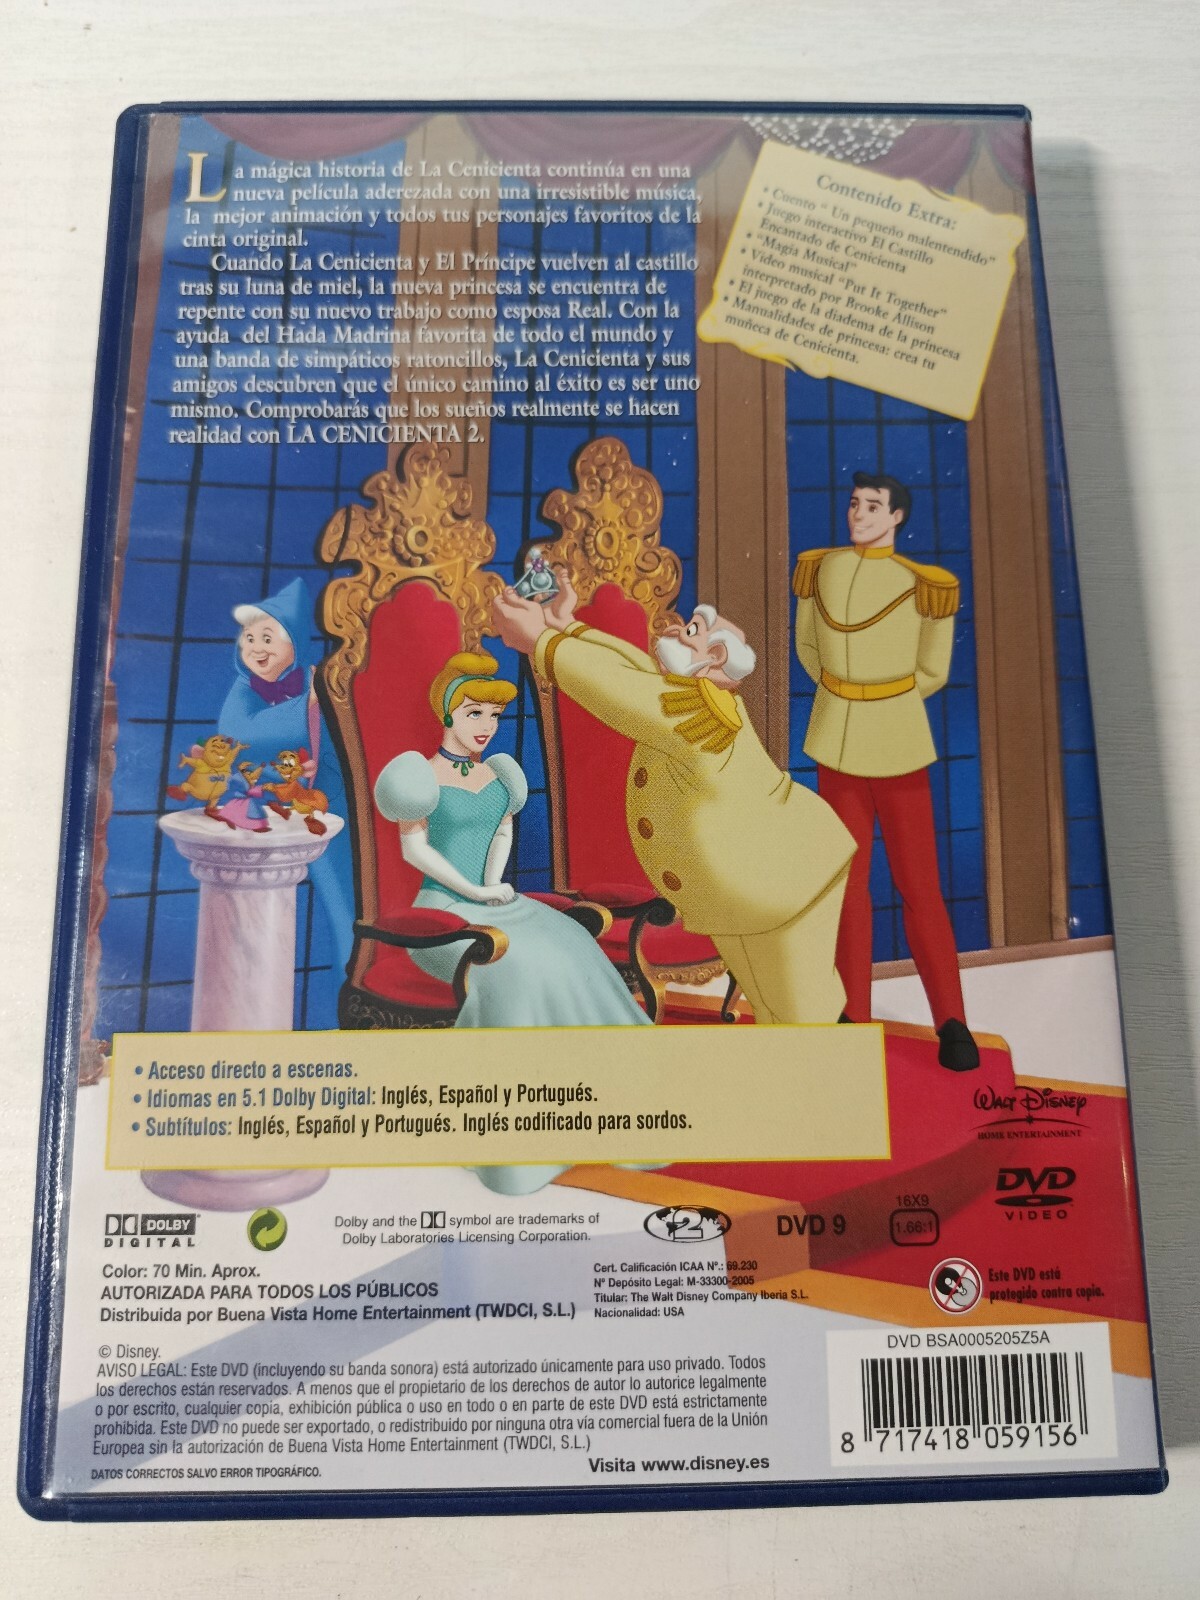 La mágica historia de La Cenicienta continúa en una
nueva película aderezada con una irresistible música,
la mejor animación y todos tus personajes favoritos de la
cinta original.
Cuando La Cenicienta y El Príncipe vuelven al castillo
tras su luna de miel, la nueva princesa se encuentra de
repente con su nuevo trabajo como esposa Real. Con la
ayuda del Hada Madrina favorita de todo el mundo y
una banda de simpáticos ratoncillos, La Cenicienta y sus
amigos descubren que el único camino al éxito es ser uno
mismo. Comprobarás que los sueños realmente se hacen
realidad con LA CENICIENTA 2.
Contenido Extra:
• Cuento " Un pequeño malentendido"
• Juego interactivo El Castillo
Encantado de Cenicienta
• "Magia Musical"
• Video musical "Put It Together"
interpretado por Brooke Allison
• El juego de la diadema de la princesa
• Manualidades de princesa: crea tu
muñeca de Cenicienta.
• Acceso directo a escenas.
• Idiomas en 5.1 Dolby Digital: Inglés, Español y Portugués.
• Subtítulos: Inglés, Español y Portugués. Inglés codificado para sordos.
WALT DISNEY
HOME ENTERTAINMENT
DVD
VIDEO
DOLBY
DIGITAL
Dolby and the symbol are trademarks of
Dolby Laboratories Licensing Corporation.
2
DVD 9
16X9
1.66:1
Color: 70 Min. Aprox.
AUTORIZADA PARA TODOS LOS PÚBLICOS
Distribuida por Buena Vista Home Entertainment (TWDCI, S.L.)
Cert. Calificación ICAA Nº.: 69.230
Nº Depósito Legal: M-33300-2005
Titular: The Walt Disney Company Iberia S.L.
Nacionalidad: USA
Este DVD está
protegido contra copia.
© Disney.
AVISO LEGAL: Este DVD (incluyendo su banda sonora) está autorizado únicamente para uso privado. Todos
los derechos están reservados. A menos que el propietario de los derechos de autor lo autorice legalmente
o por escrito, cualquier copia, exhibición pública o uso en todo o en parte de este DVD está estrictamente
prohibida. Este DVD no puede ser exportado, o redistribuido por ninguna otra vía comercial fuera de la Unión
Europea sin la autorización de Buena Vista Home Entertainment (TWDCI, S.L.)
DATOS CORRECTOS SALVO ERROR TIPOGRÁFICO.
Visita www.disney.es
DVD BSA0005205Z5A
8 717418 059156